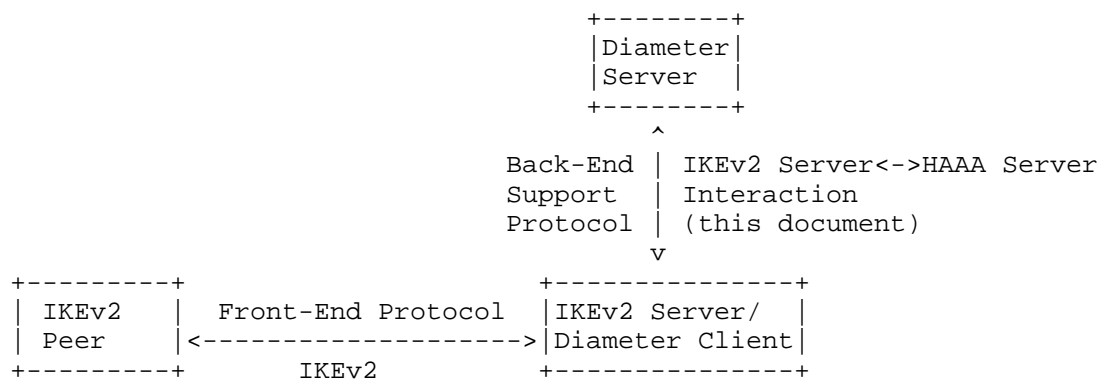 +--------+
|Diameter|
|Server  |
+--------+
^
Back-End | IKEv2 Server<->HAAA Server
Support  | Interaction
Protocol | (this document)
v
+---------+                      +---------------+
|  IKEv2  |  Front-End Protocol  |IKEv2 Server/  |
|  Peer   |<-------------------->|Diameter Client|
+---------+       IKEv2          +---------------+